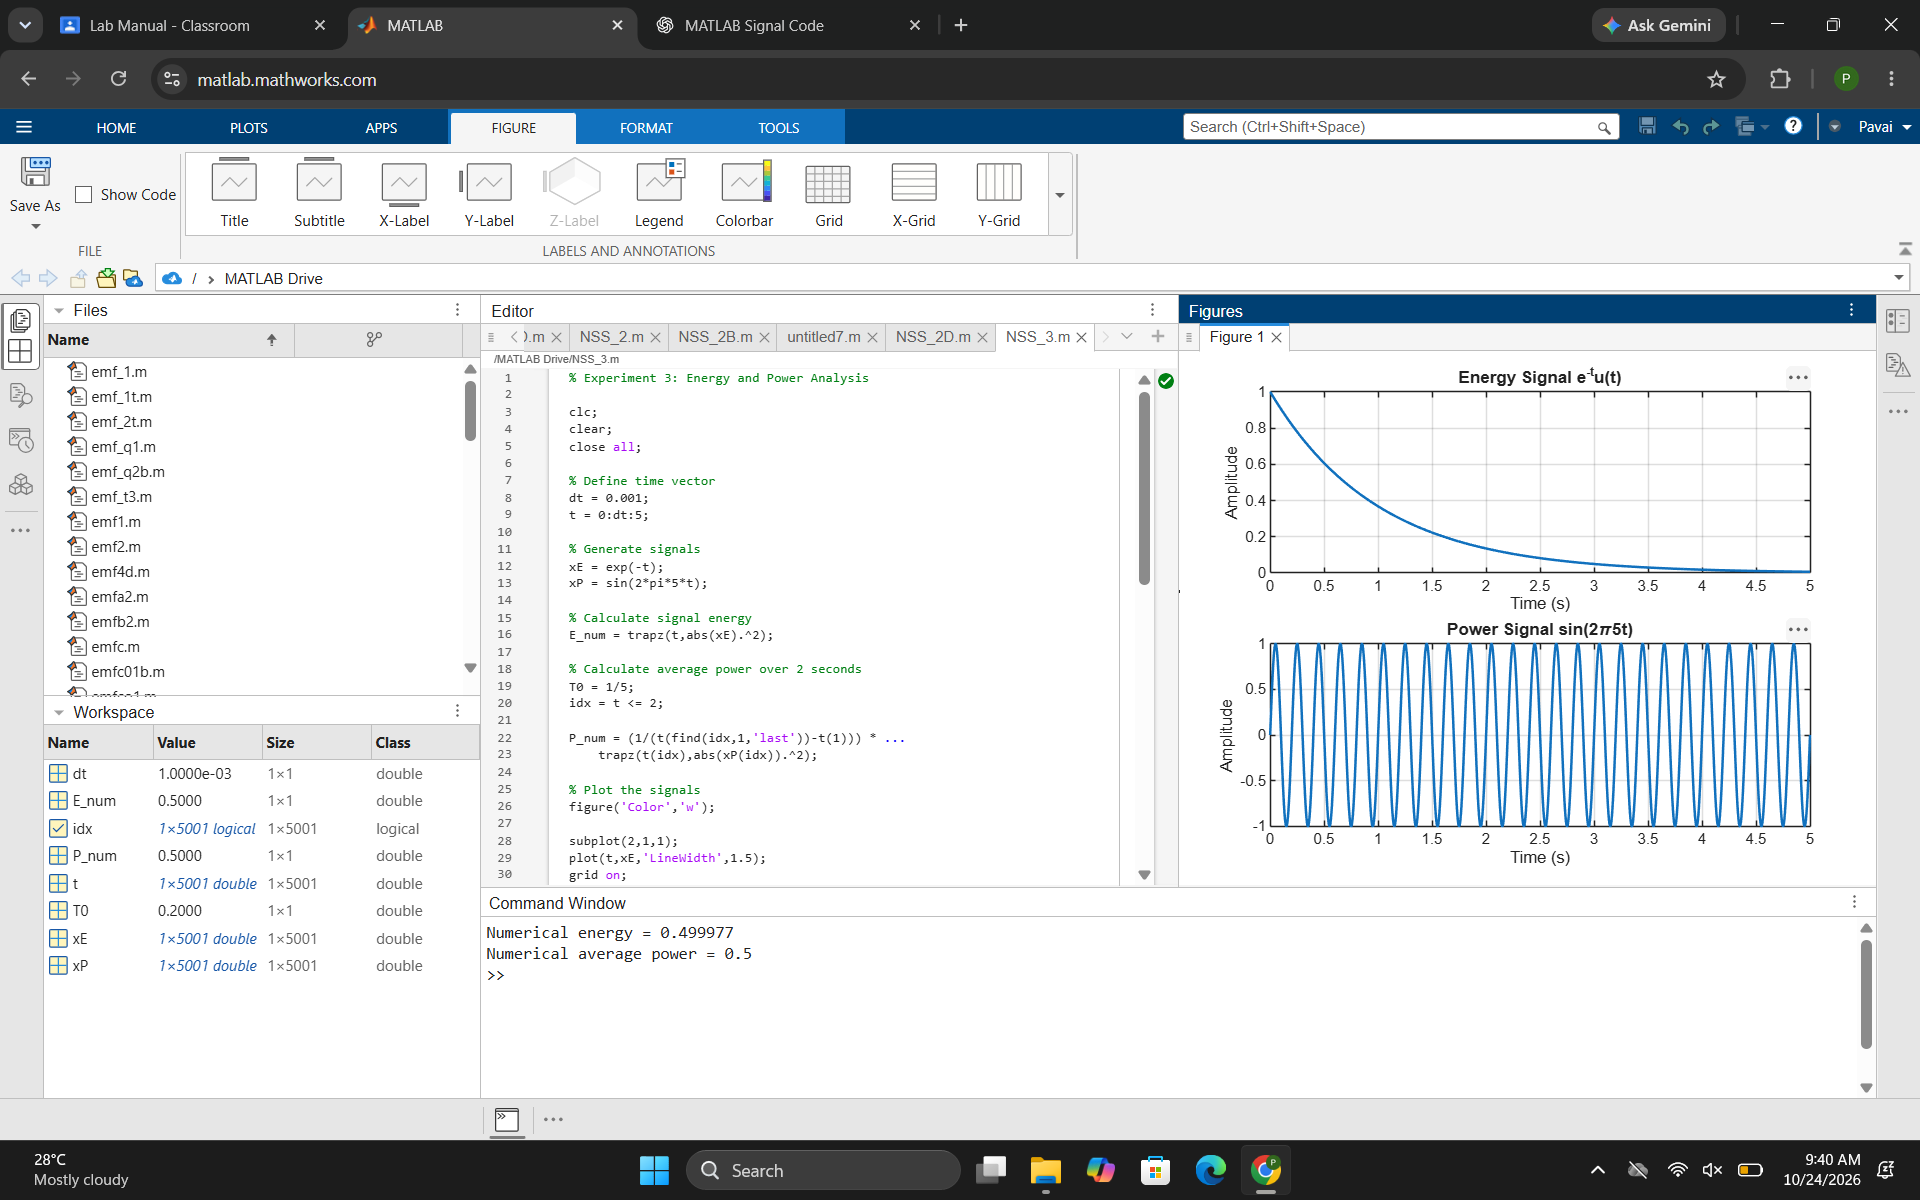 Lab Manual - Classroom
MATLAB
MATLAB Signal Code
Ask Gemini
matlab.mathworks.com
P
HOME
PLOTS
APPS
FIGURE
FORMAT
TOOLS
Search (Ctrl+Shift+Space)
Pavai
Save As
Show Code
FILE
Title
Subtitle
X-Label
Y-Label
Z-Label
Legend
Colorbar
Grid
X-Grid
Y-Grid
LABELS AND ANNOTATIONS
/ › MATLAB Drive
Files
Name
emf_1.m
emf_1t.m
emf_2t.m
emf_q1.m
emf_q2b.m
emf_t3.m
emf1.m
emf2.m
emf4d.m
emfa2.m
emfb2.m
emfc.m
emfc01b.m
Workspace
Name Value Size Class
dt 1.0000e-03 1×1 double
E_num 0.5000 1×1 double
idx 1×5001 logical 1×5001 logical
P_num 0.5000 1×1 double
t 1×5001 double 1×5001 double
T0 0.2000 1×1 double
xE 1×5001 double 1×5001 double
xP 1×5001 double 1×5001 double
Editor
NSS_2.m
NSS_2B.m
untitled7.m
NSS_2D.m
NSS_3.m
/MATLAB Drive/NSS_3.m
1 % Experiment 3: Energy and Power Analysis
2
3 clc;
4 clear;
5 close all;
6
7 % Define time vector
8 dt = 0.001;
9 t = 0:dt:5;
10
11 % Generate signals
12 xE = exp(-t);
13 xP = sin(2*pi*5*t);
14
15 % Calculate signal energy
16 E_num = trapz(t,abs(xE).^2);
17
18 % Calculate average power over 2 seconds
19 T0 = 1/5;
20 idx = t <= 2;
21
22 P_num = (1/(t(find(idx,1,'last'))-t(1))) * ...
23 trapz(t(idx),abs(xP(idx)).^2);
24
25 % Plot the signals
26 figure('Color','w');
27
28 subplot(2,1,1);
29 plot(t,xE,'LineWidth',1.5);
30 grid on;
Figures
Figure 1
Energy Signal e-tu(t)
Amplitude
1
0.8
0.6
0.4
0.2
0
0 0.5 1 1.5 2 2.5 3 3.5 4 4.5 5
Time (s)
Power Signal sin(2π5t)
Amplitude
1
0.5
0
-0.5
-1
0 0.5 1 1.5 2 2.5 3 3.5 4 4.5 5
Time (s)
Command Window
Numerical energy = 0.499977
Numerical average power = 0.5
>>
28°C
Mostly cloudy
Search
9:40 AM
10/24/2026